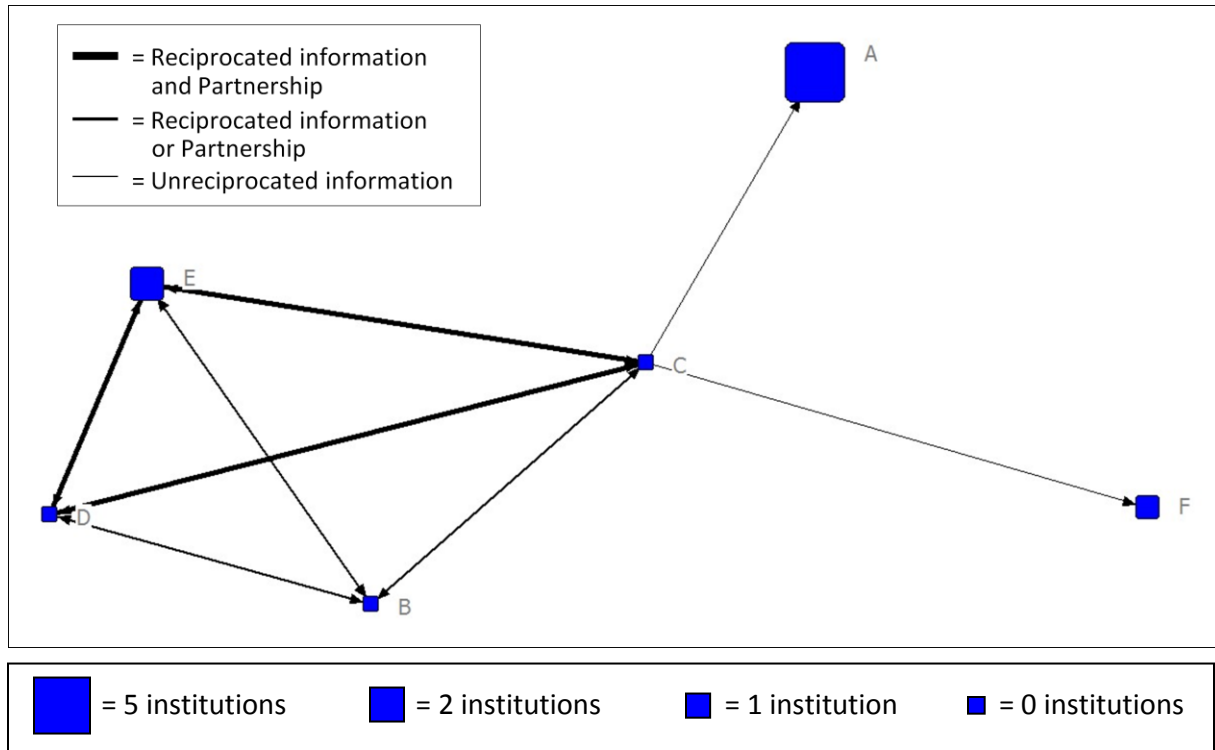 = Reciprocated information
and Partnership
= Reciprocated information
or Partnership
= Unreciprocated information
A
E
C
D
F
B
= 5 institutions
= 2 institutions
= 1 institution
= 0 institutions